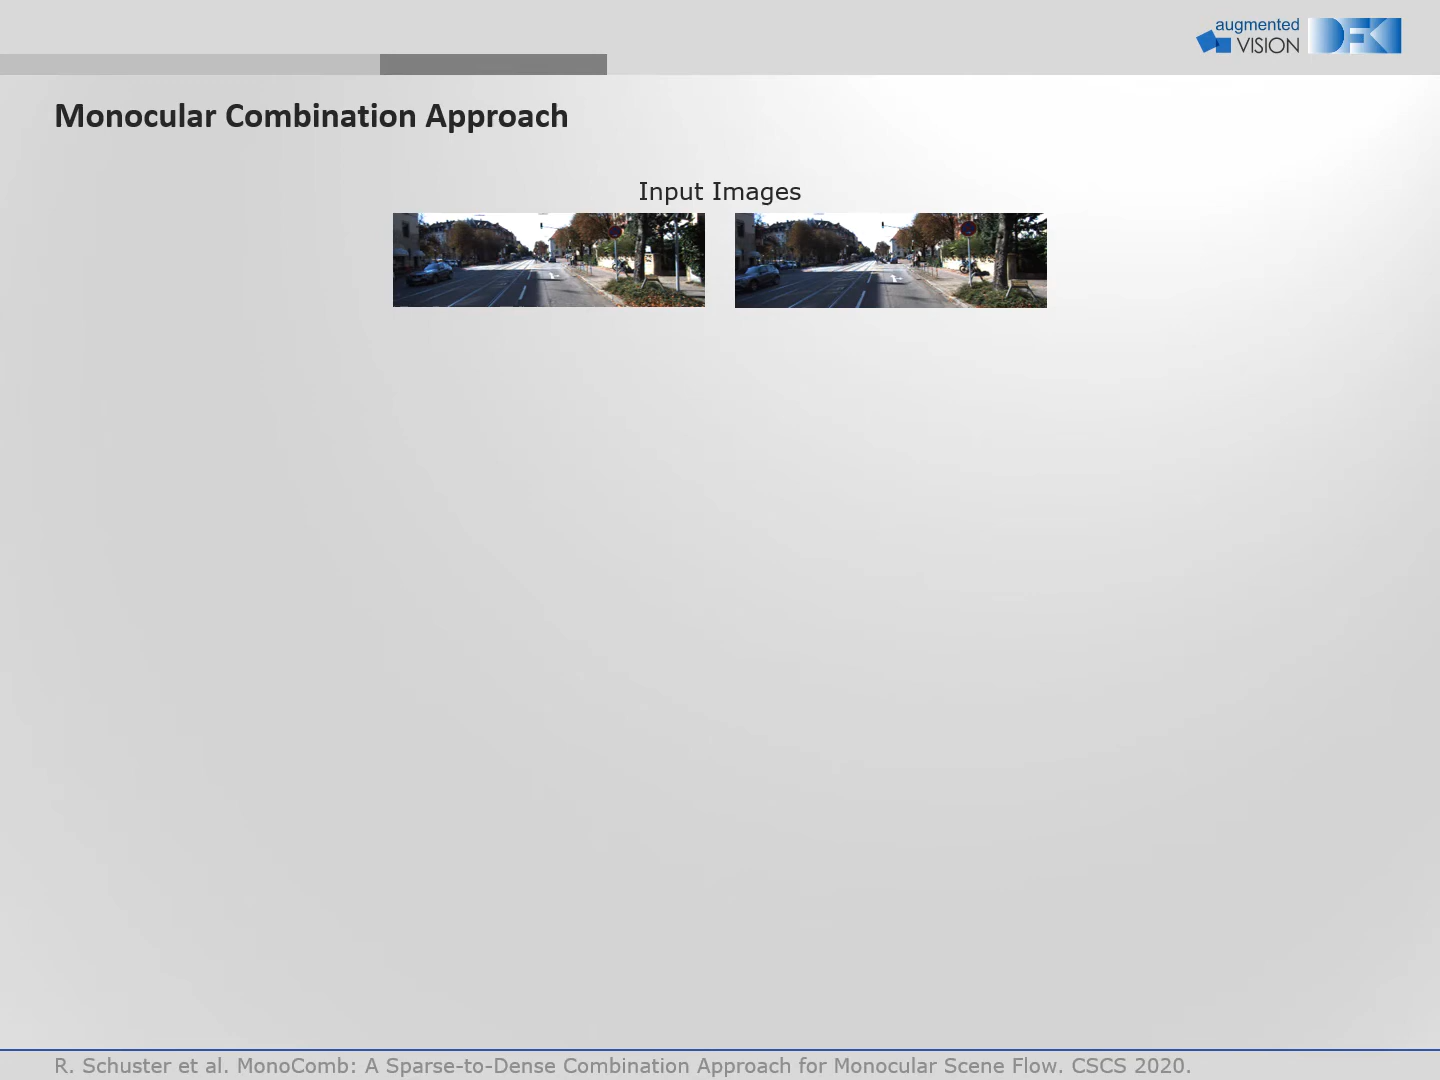 augmented
VISION
DFKI
Monocular Combination Approach
Input Images
R. Schuster et al. MonoComb: A Sparse-to-Dense Combination Approach for Monocular Scene Flow. CSCS 2020.